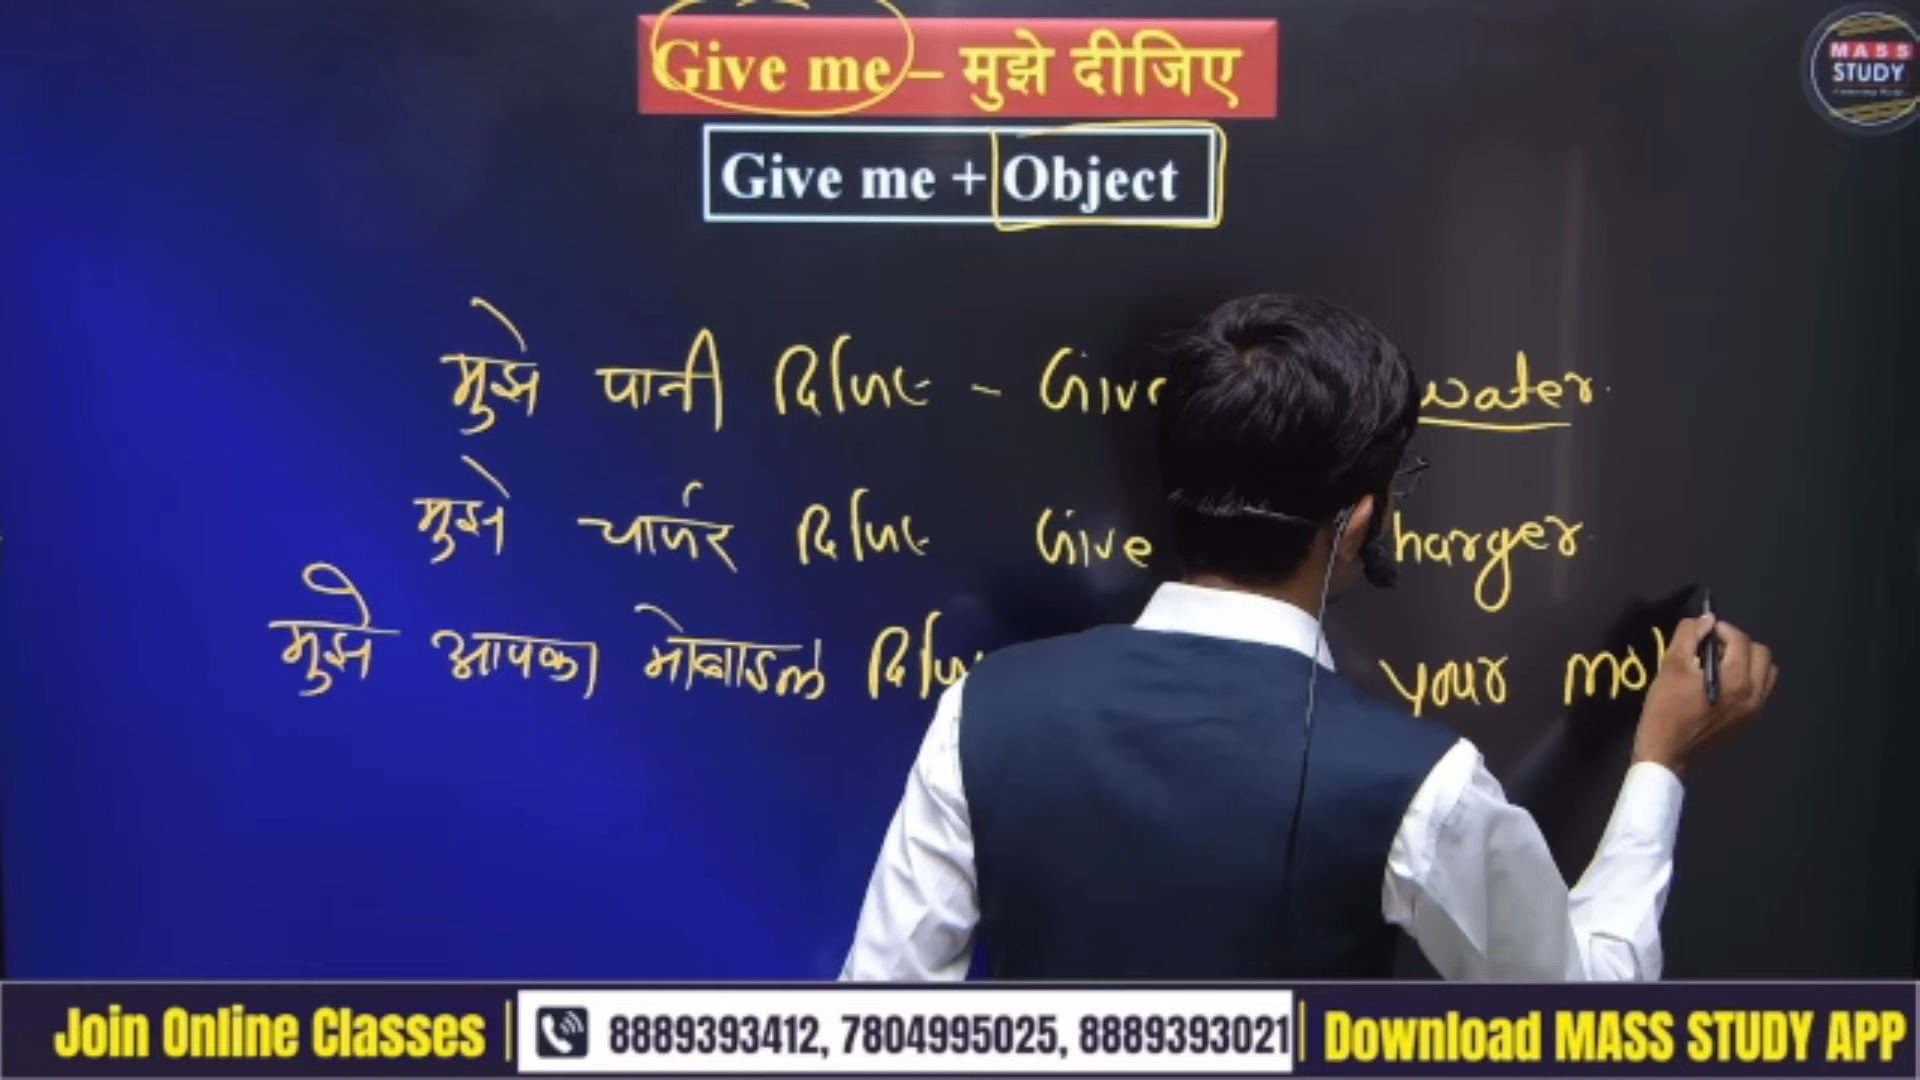 Give me – मुझे दीजिए
MASS
STUDY
Give me + Object
मुझे पानी दिजिए - Give water.
मुझे चार्जर दिजिए Give harger.
मुझे आपका मोबाइल your
Join Online Classes | 8889393412, 7804995025, 8889393021 | Download MASS STUDY APP